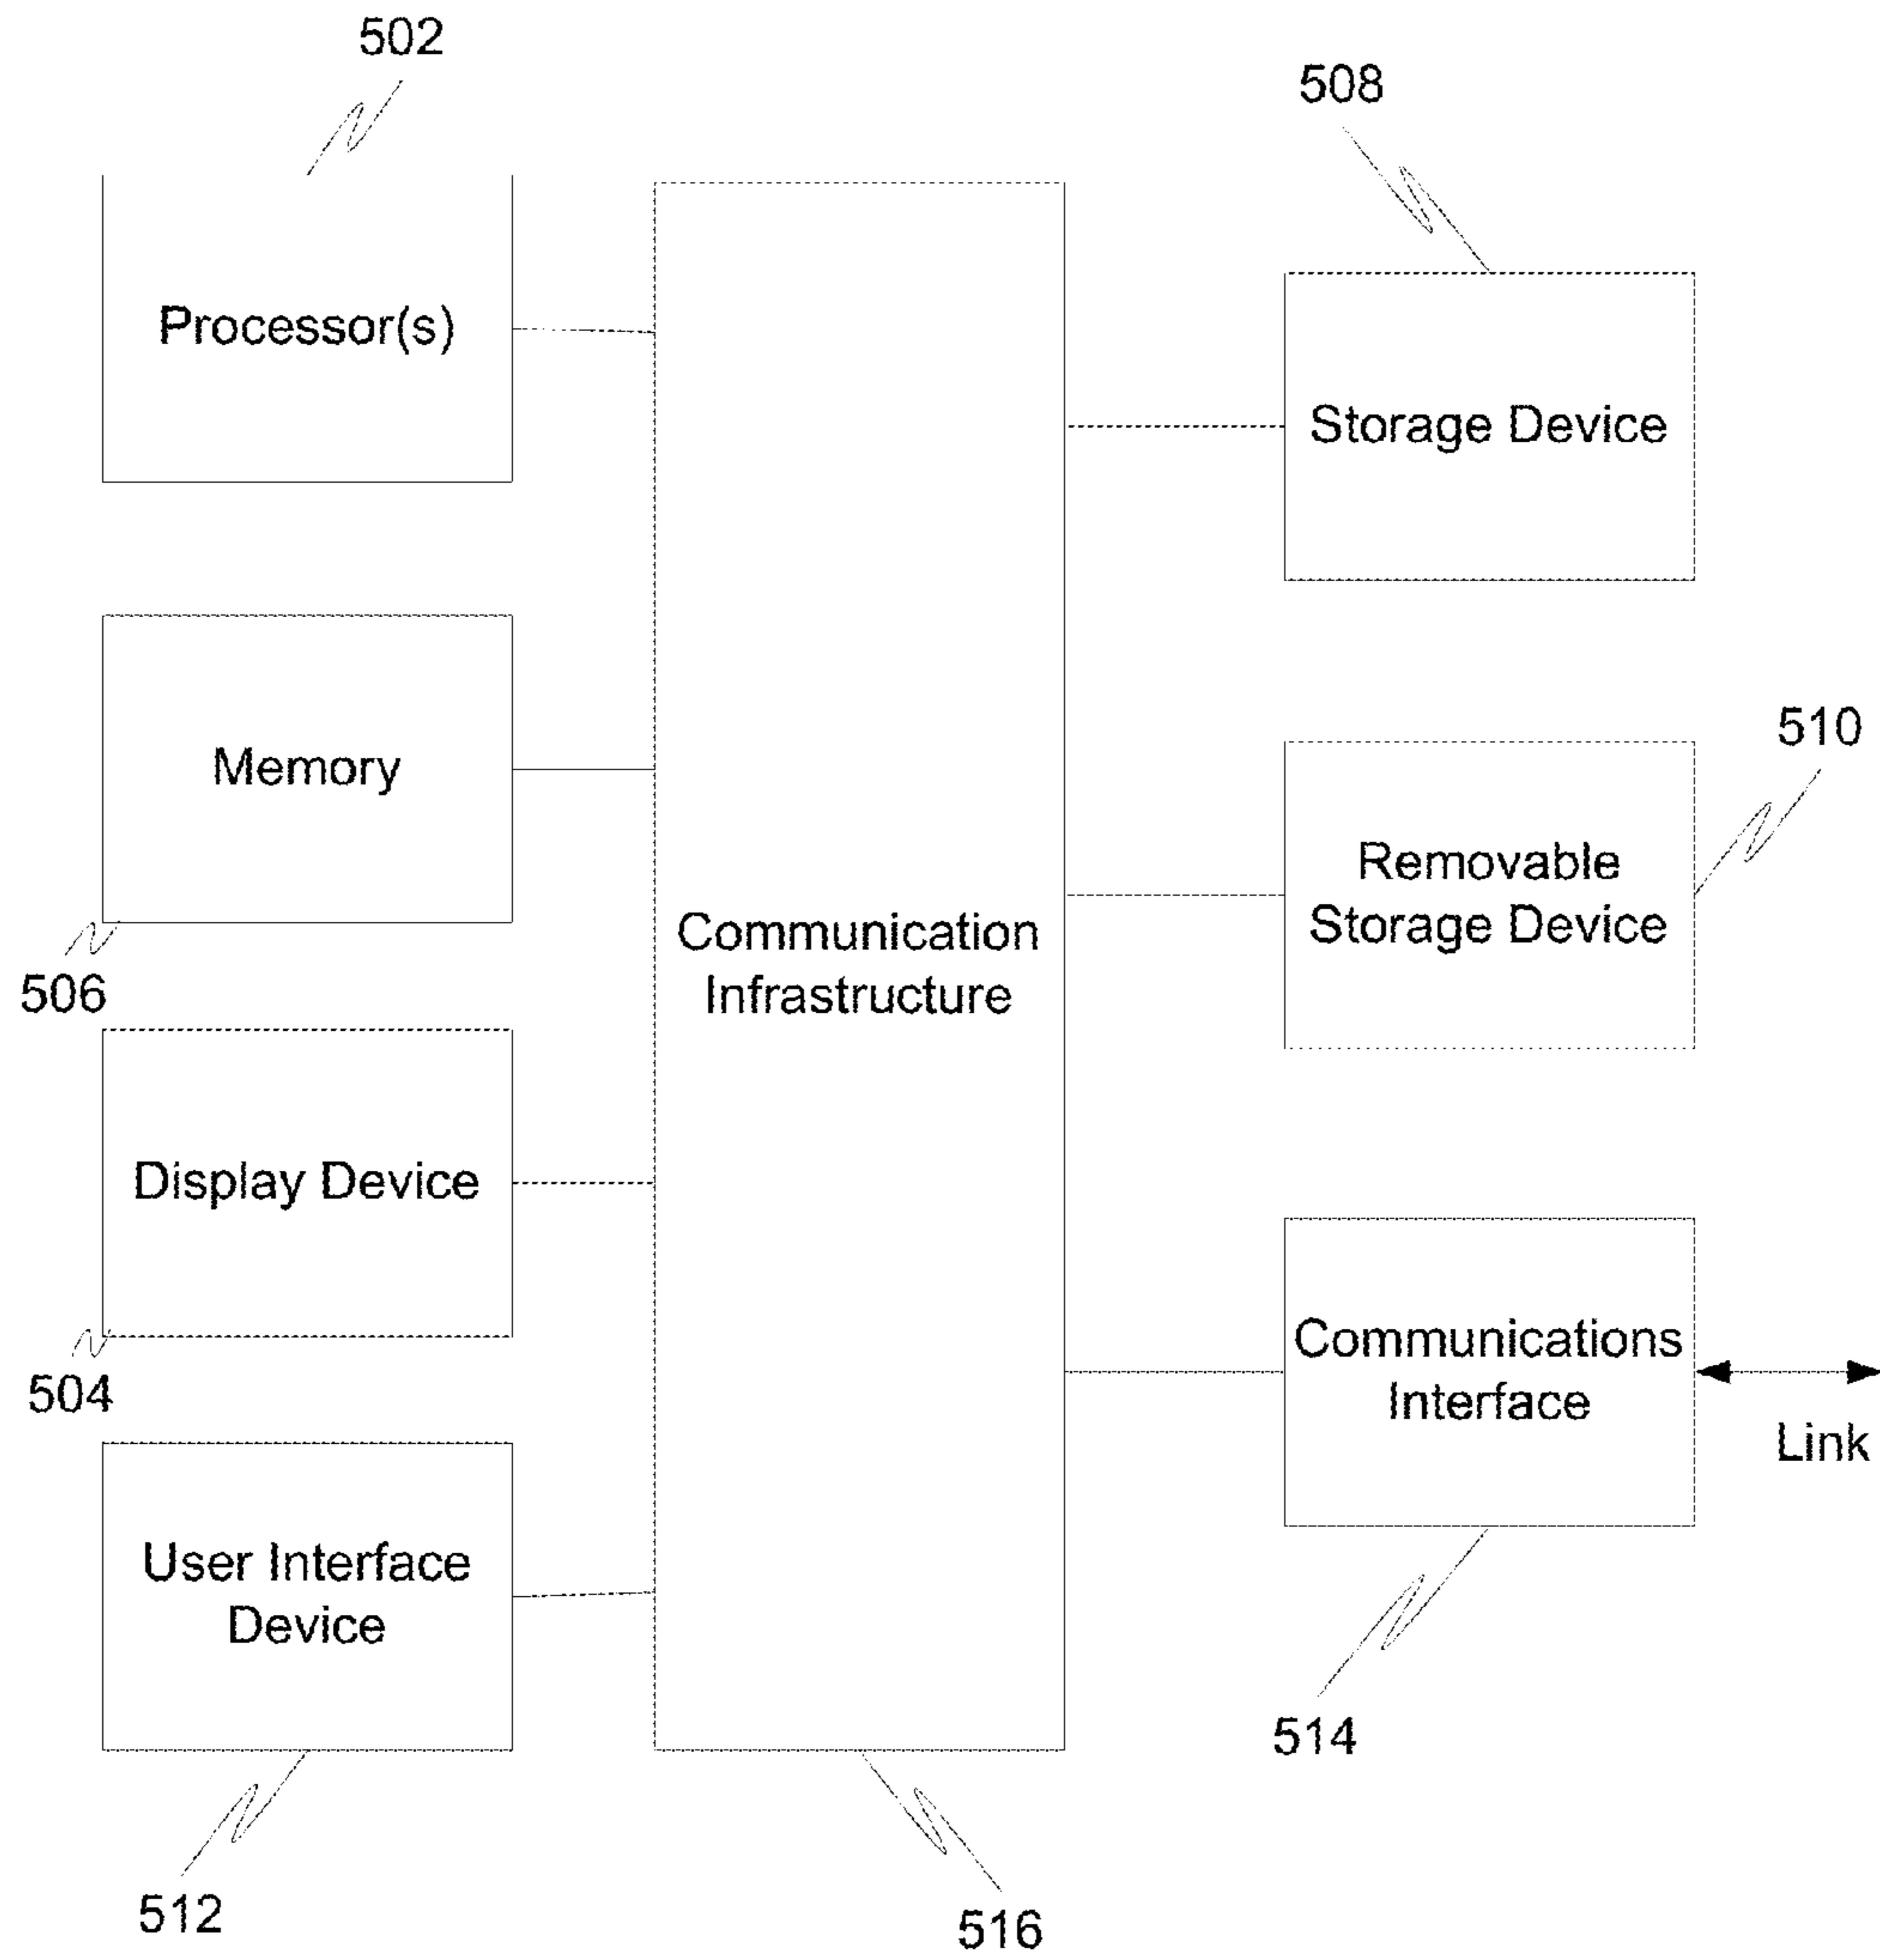 502
508
Processor(s)
Storage Device
510
Memory
Removable
Storage Device
506
Communication
Infrastructure
Display Device
504
Communications
Interface
Link
User Interface
Device
514
512
516